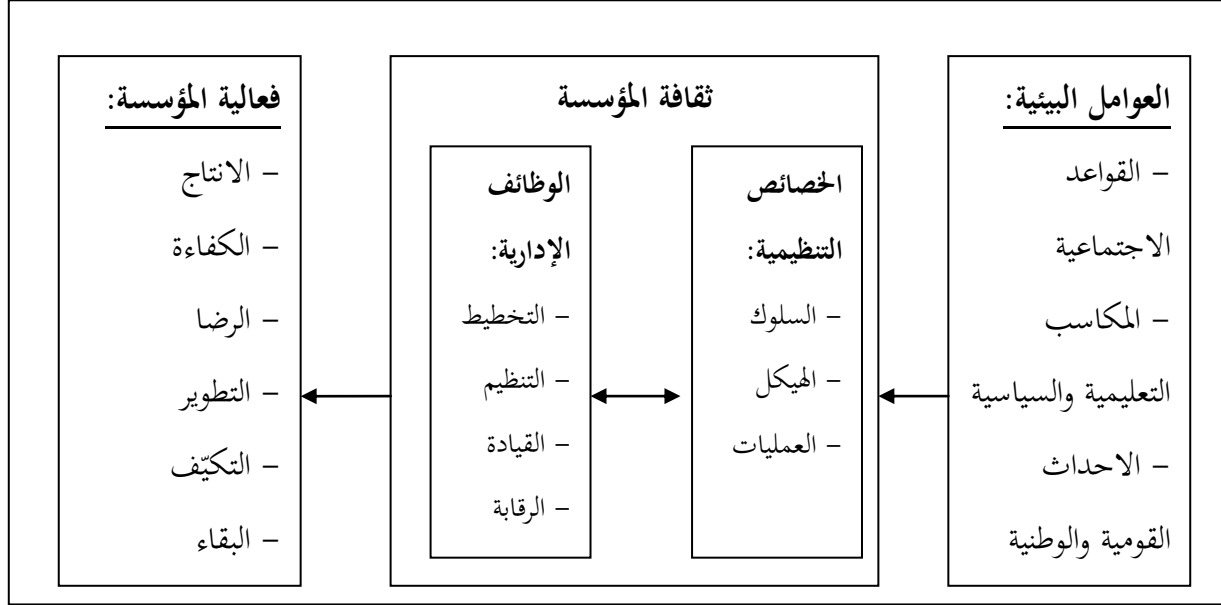 العوامل البيئية:
– القواعد
الاجتماعية
– المكاسب
التعليمية والسياسية
– الاحداث
القومية والوطنية
ثقافة المؤسسة
الخصائص
التنظيمية:
– السلوك
– الهيكل
– العمليات
الوظائف
الإدارية:
– التخطيط
– التنظيم
– القيادة
– الرقابة
فعالية المؤسسة:
– الانتاج
– الكفاءة
– الرضا
– التطوير
– التكيّف
– البقاء